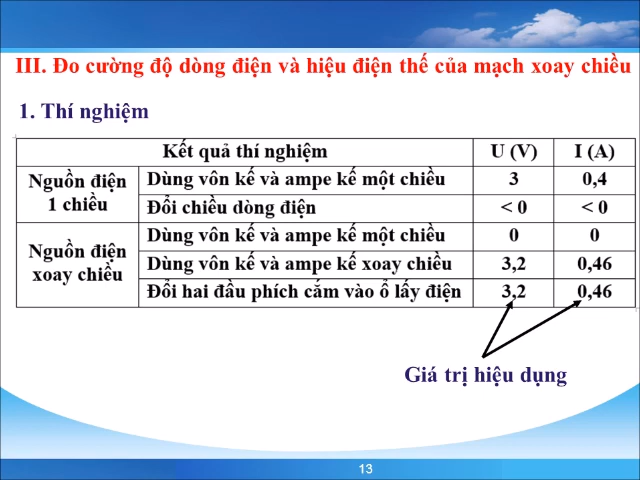 III. Đo cường độ dòng điện và hiệu điện thế của mạch xoay chiều
1. Thí nghiệm
Kết quả thí nghiệm U (V) I (A)
Nguồn điện 1 chiều
Dùng vôn kế và ampe kế một chiều 3 0,4
Đổi chiều dòng điện < 0 < 0
Nguồn điện xoay chiều
Dùng vôn kế và ampe kế một chiều 0 0
Dùng vôn kế và ampe kế xoay chiều 3,2 0,46
Đổi hai đầu phích cắm vào ổ lấy điện 3,2 0,46
Giá trị hiệu dụng
13